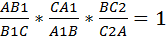 AB1/B1C * CA1/A1B * BC2/C2A = 1